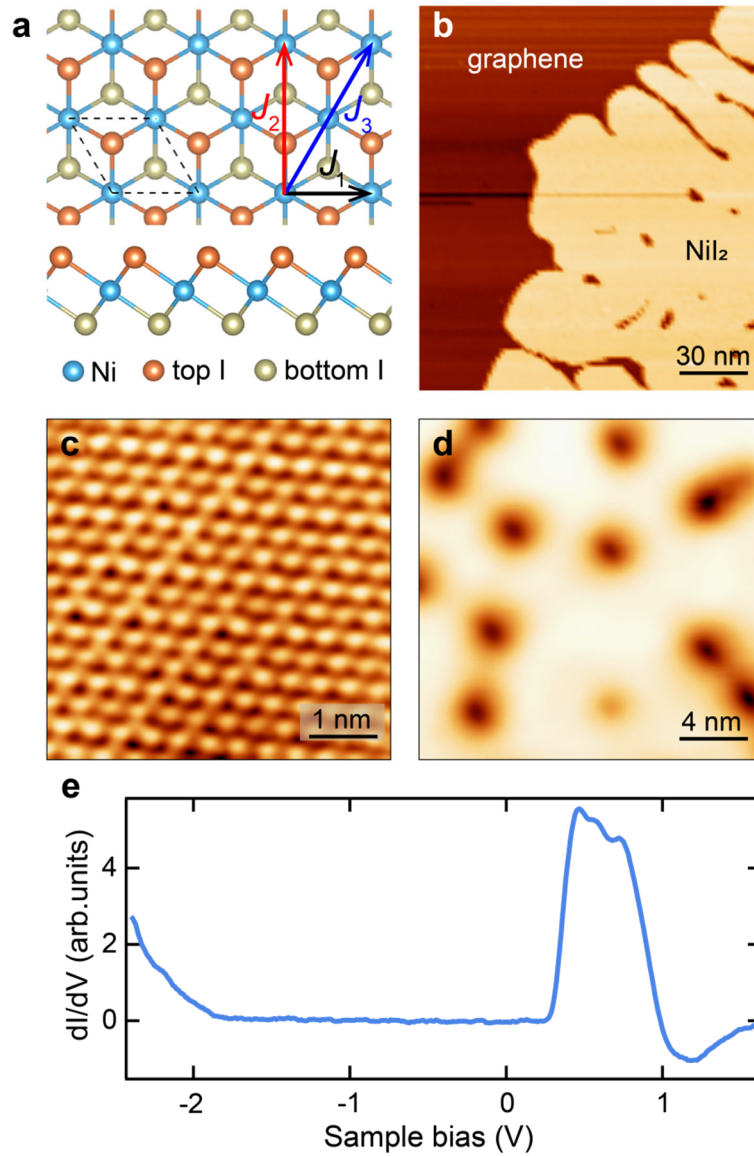 a
J₂
J₃
J₁
Ni
top I
bottom I
b
graphene
NiI₂
30 nm
c
1 nm
d
4 nm
e
dI/dV (arb.units)
4
2
0
-2
-1
0
1
Sample bias (V)